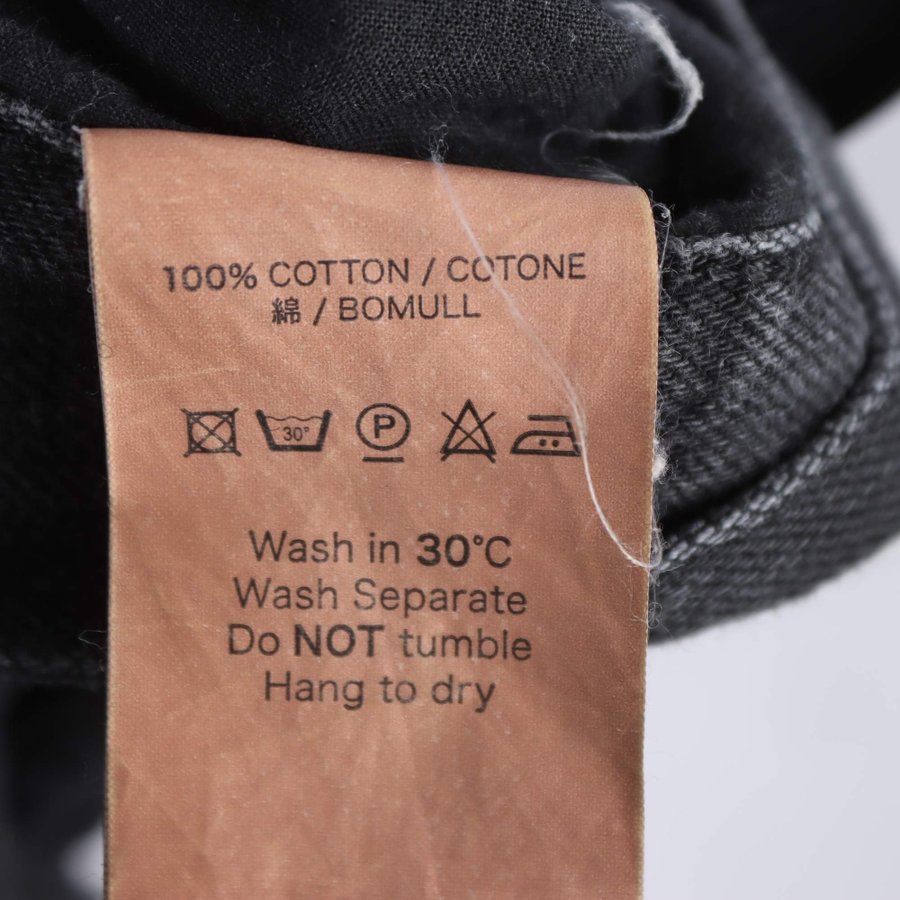 100% COTTON / COTONE
綿 / BOMULL
30°
P
Wash in 30°C
Wash Separate
Do NOT tumble
Hang to dry